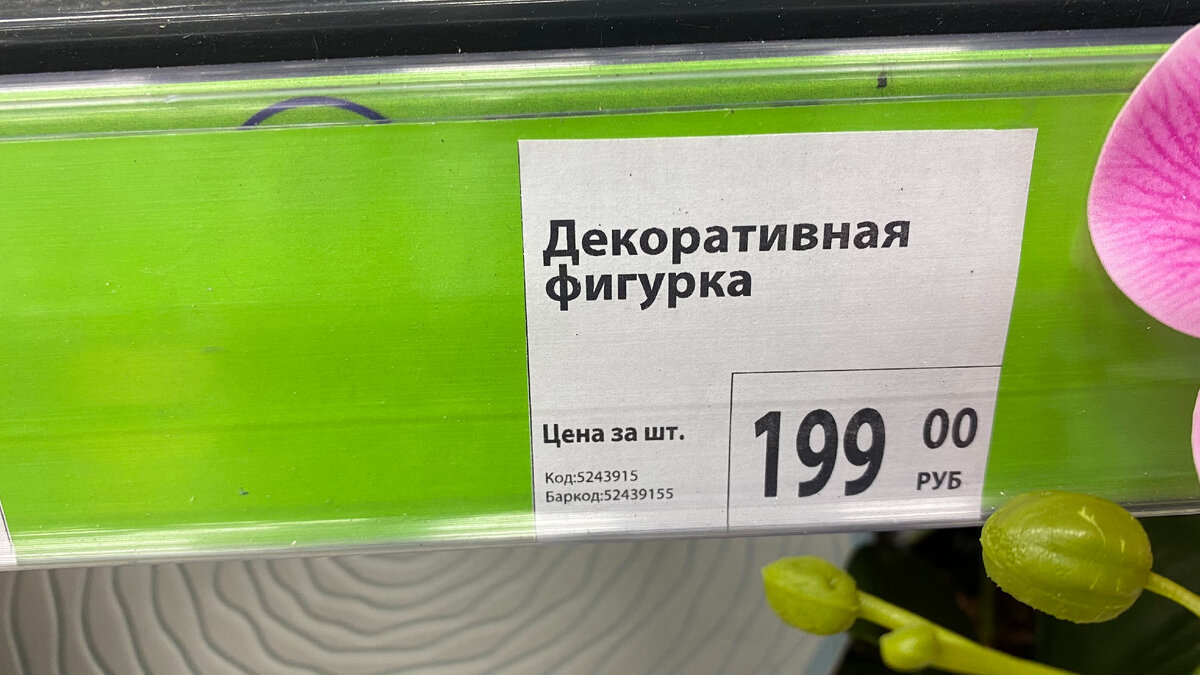 Декоративная
фигурка
Цена за шт.
Код:5243915
Баркод:52439155
199 00
РУБ